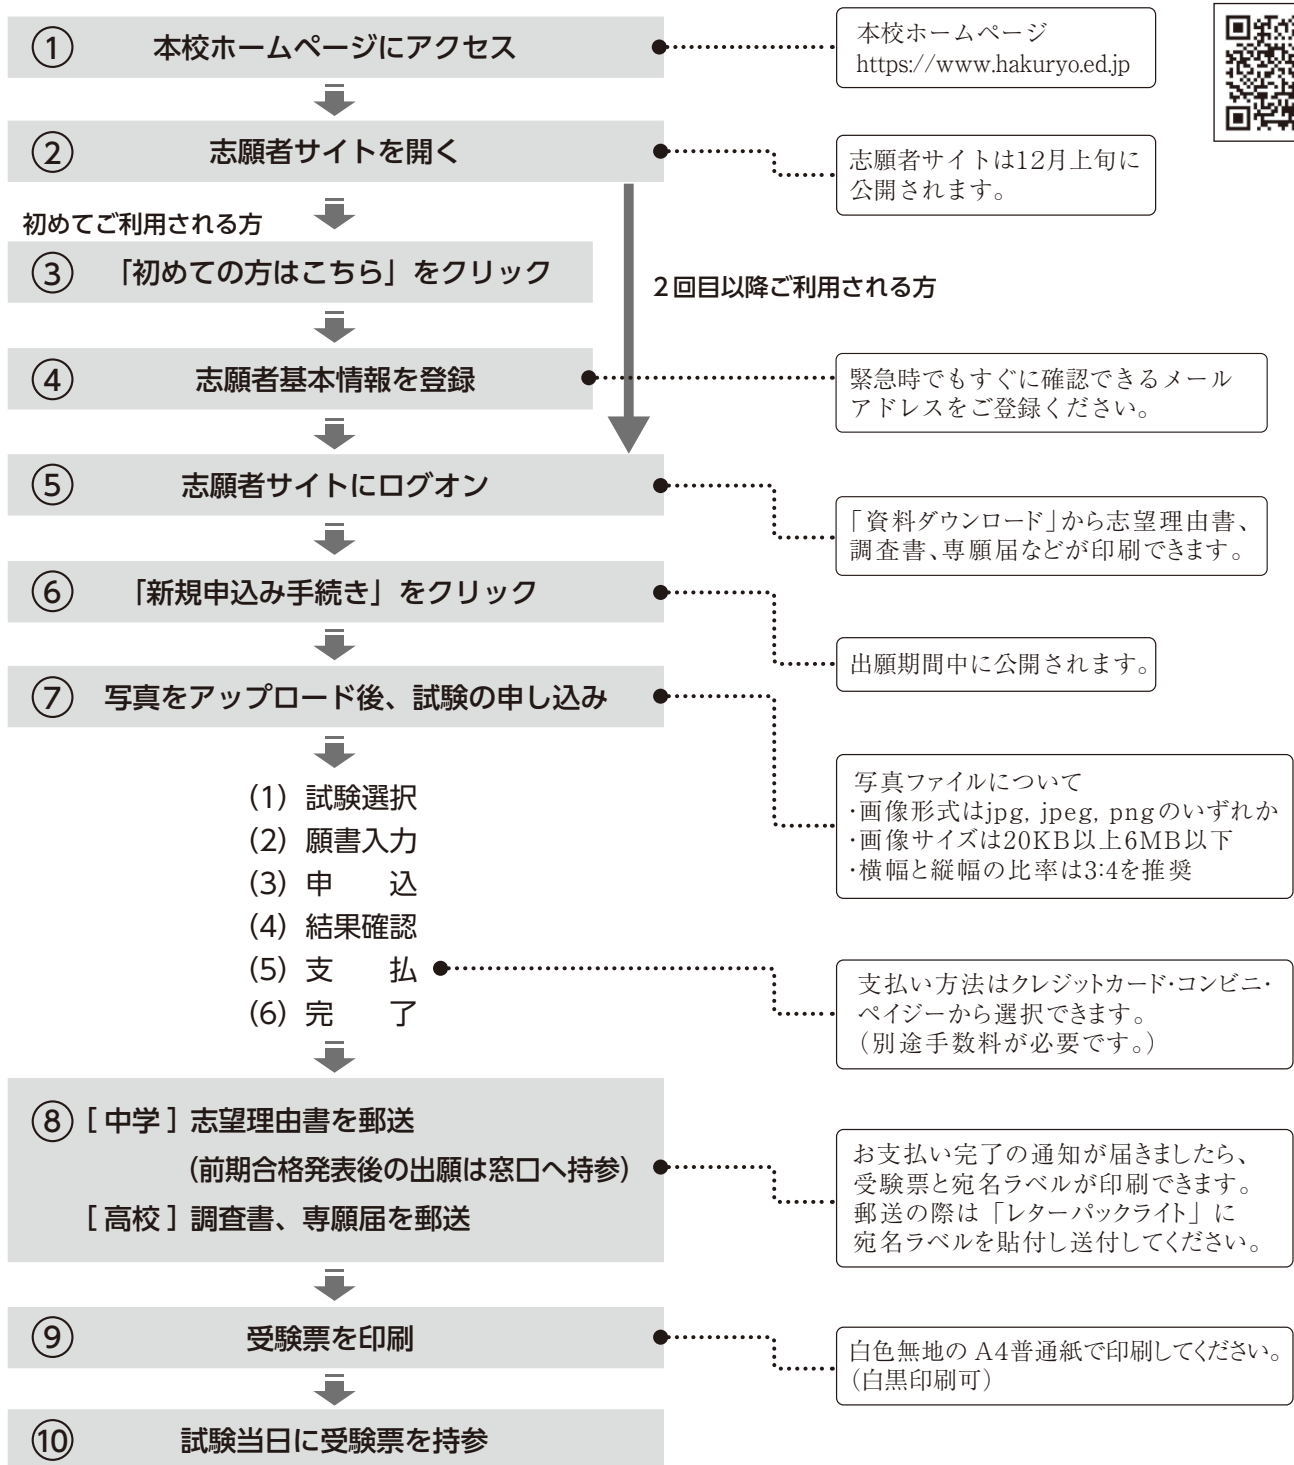 ① 本校ホームページにアクセス
本校ホームページ
https://www.hakuryo.ed.jp
② 志願者サイトを開く
志願者サイトは12月上旬に
公開されます。
初めてご利用される方
③ 「初めての方はこちら」をクリック
2回目以降ご利用される方
④ 志願者基本情報を登録
緊急時でもすぐに確認できるメール
アドレスをご登録ください。
⑤ 志願者サイトにログオン
「資料ダウンロード」から志望理由書、
調査書、専願届などが印刷できます。
⑥ 「新規申込み手続き」をクリック
出願期間中に公開されます。
⑦ 写真をアップロード後、試験の申し込み
写真ファイルについて
・画像形式はjpg, jpeg, pngのいずれか
・画像サイズは20KB以上6MB以下
・横幅と縦幅の比率は3:4を推奨
(1) 試験選択
(2) 願書入力
(3) 申　　込
(4) 結果確認
(5) 支　　払
(6) 完　　了
支払い方法はクレジットカード・コンビニ・
ペイジーから選択できます。
（別途手数料が必要です。）
⑧ [ 中学 ] 志望理由書を郵送
(前期合格発表後の出願は窓口へ持参)
[ 高校 ] 調査書、専願届を郵送
お支払い完了の通知が届きましたら、
受験票と宛名ラベルが印刷できます。
郵送の際は「レターパックライト」に
宛名ラベルを貼付し送付してください。
⑨ 受験票を印刷
白色無地の A4普通紙で印刷してください。
（白黒印刷可）
⑩ 試験当日に受験票を持参